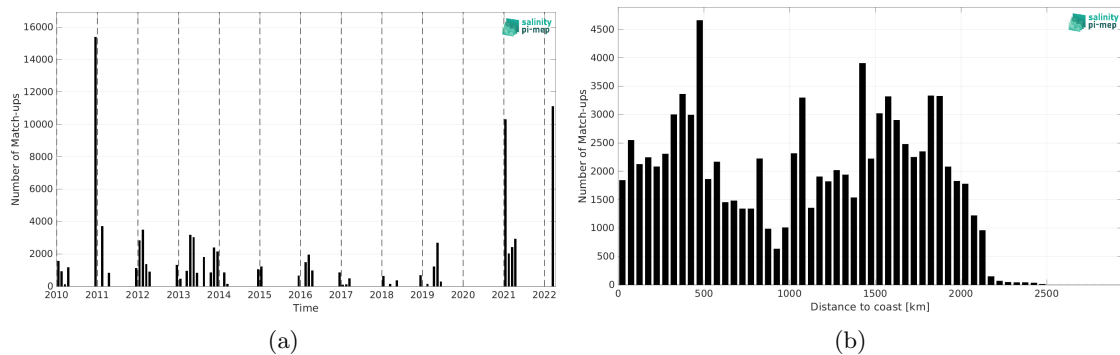 16000
14000
12000
10000
8000
6000
4000
2000
0
Number of Match-ups
2010 2011 2012 2013 2014 2015 2016 2017 2018 2019 2020 2021 2022
Time
salinity
pi-mep
(a)
4500
4000
3500
3000
2500
2000
1500
1000
500
0
Number of Match-ups
0 500 1000 1500 2000 2500
Distance to coast [km]
salinity
pi-mep
(b)